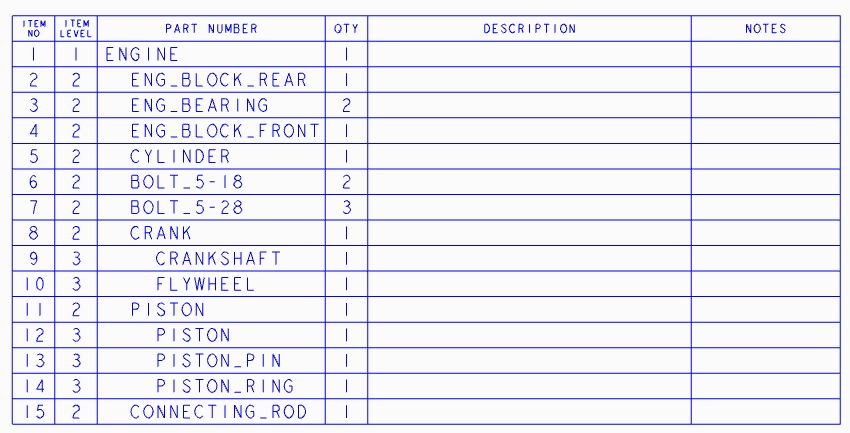 ITEM NO ITEM LEVEL PART NUMBER QTY DESCRIPTION NOTES
1 1 ENGINE 1
2 2 ENG_BLOCK_REAR 1
3 2 ENG_BEARING 2
4 2 ENG_BLOCK_FRONT 1
5 2 CYLINDER 1
6 2 BOLT_5-18 2
7 2 BOLT_5-28 3
8 2 CRANK 1
9 3 CRANKSHAFT 1
10 3 FLYWHEEL 1
11 2 PISTON 1
12 3 PISTON 1
13 3 PISTON_PIN 1
14 3 PISTON_RING 1
15 2 CONNECTING_ROD 1